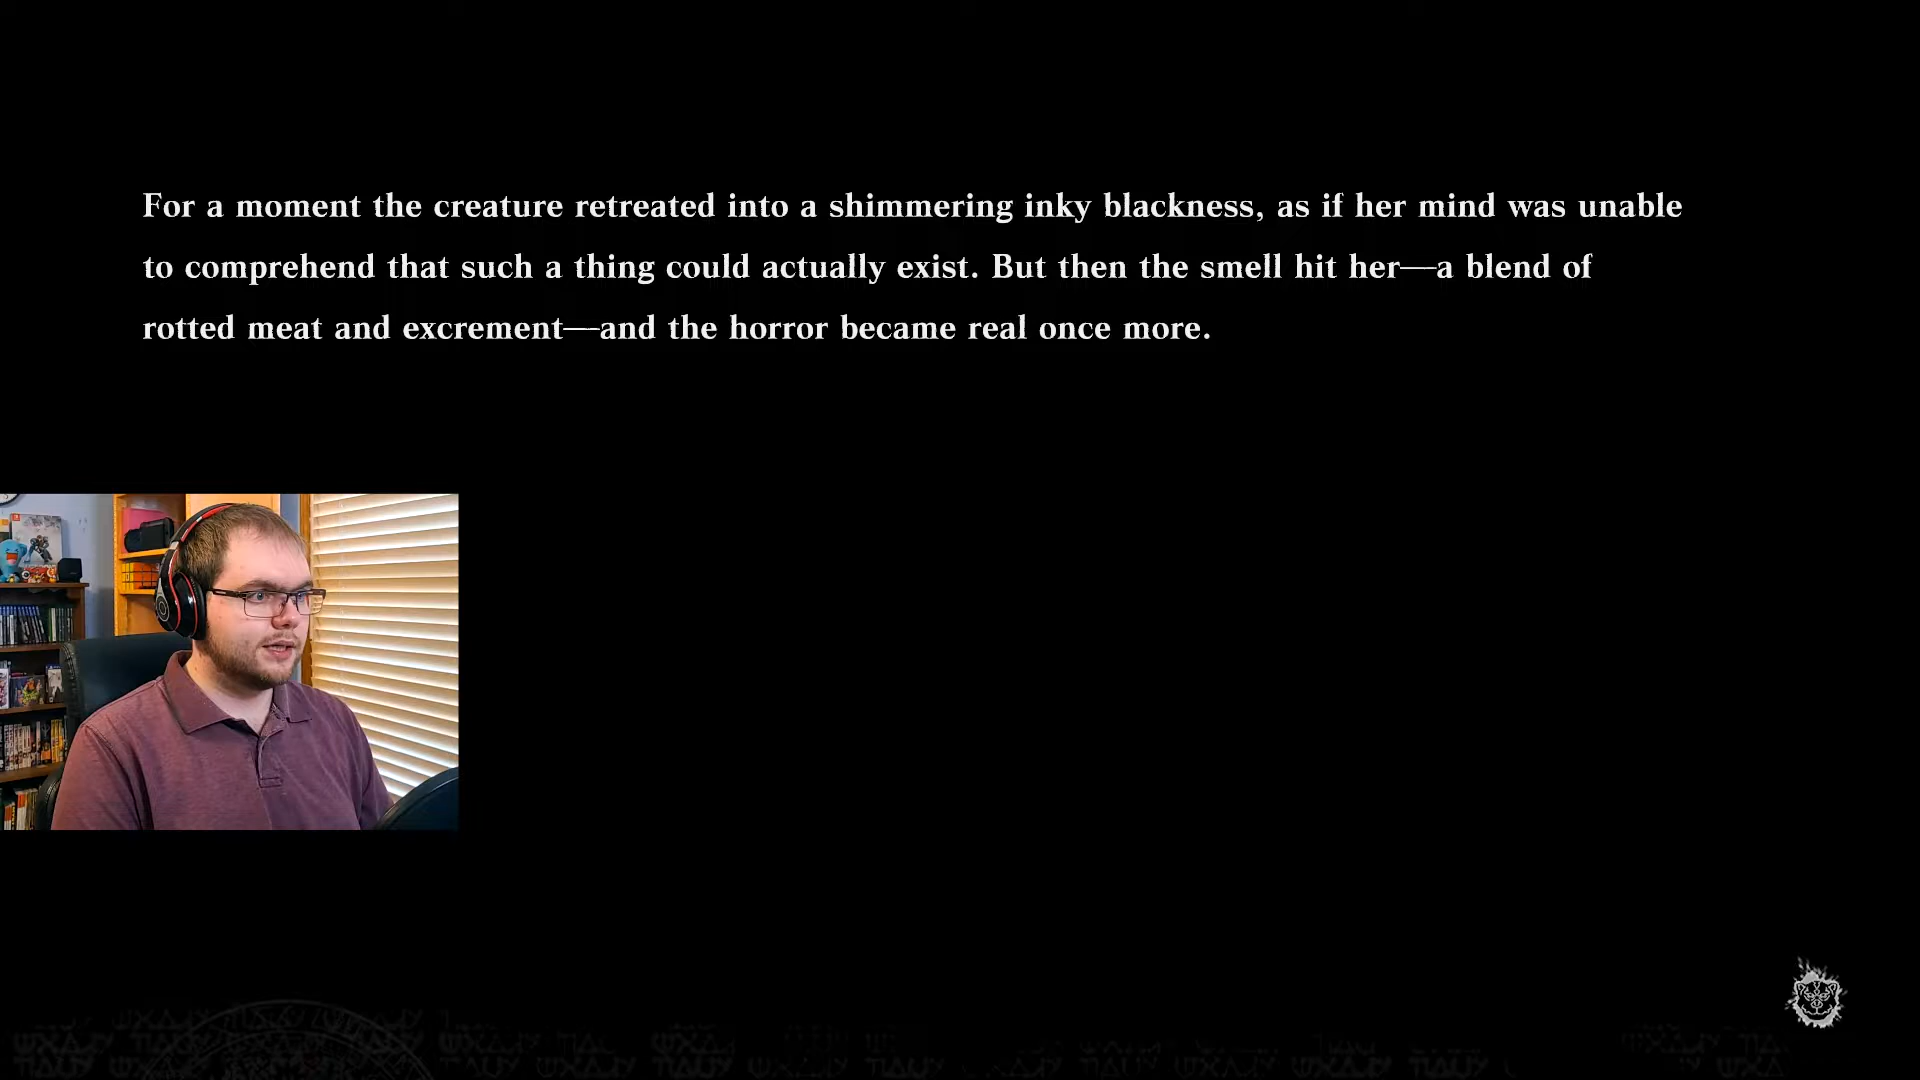 For a moment the creature retreated into a shimmering inky blackness, as if her mind was unable
to comprehend that such a thing could actually exist. But then the smell hit her—a blend of
rotted meat and excrement—and the horror became real once more.